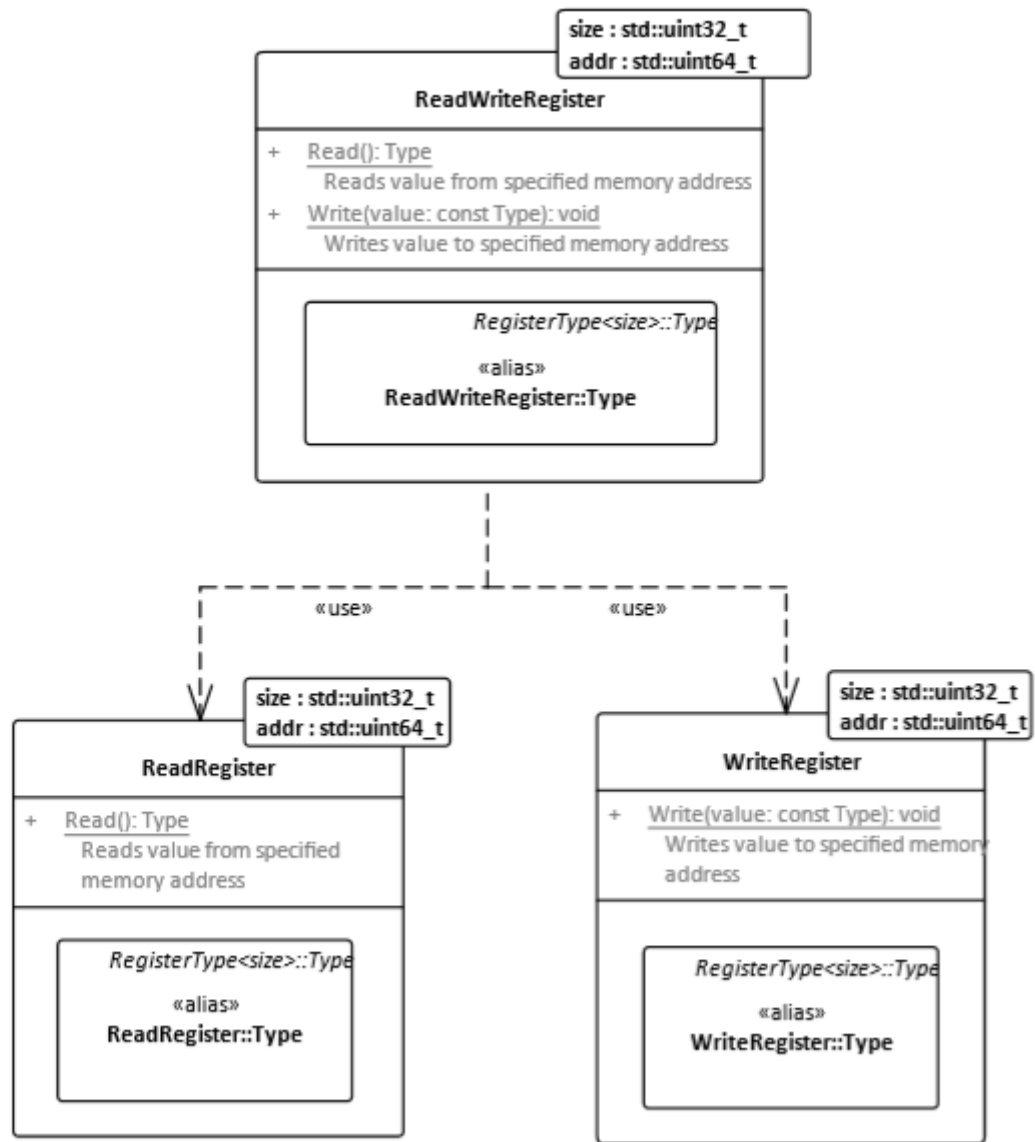 size : std::uint32_t
addr : std::uint64_t
ReadWriteRegister
+ Read(): Type
Reads value from specified memory address
+ Write(value: const Type): void
Writes value to specified memory address
RegisterType<size>::Type
«alias»
ReadWriteRegister::Type
«use»
«use»
size : std::uint32_t
addr : std::uint64_t
ReadRegister
+ Read(): Type
Reads value from specified
memory address
RegisterType<size>::Type
«alias»
ReadRegister::Type
size : std::uint32_t
addr : std::uint64_t
WriteRegister
+ Write(value: const Type): void
Writes value to specified memory
address
RegisterType<size>::Type
«alias»
WriteRegister::Type